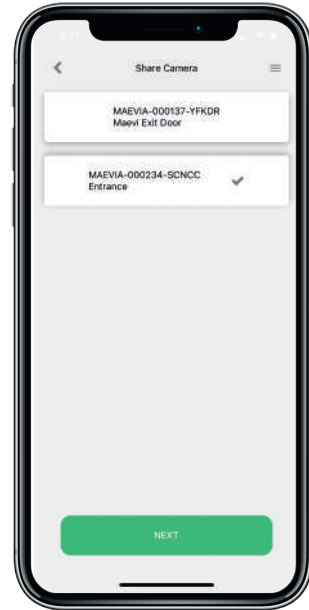 Share Camera
MAEVIA-000137-YFKDR
Maevi Exit Door
MAEVIA-000234-SCNCC
Entrance
NEXT